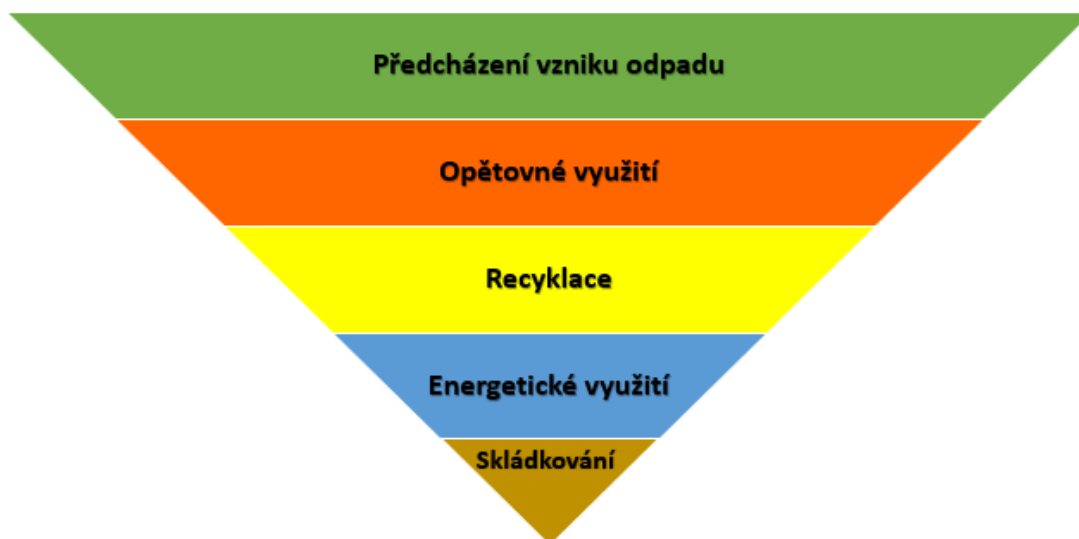 Předcházení vzniku odpadu
Opětovné využití
Recyklace
Energetické využití
Skládkování